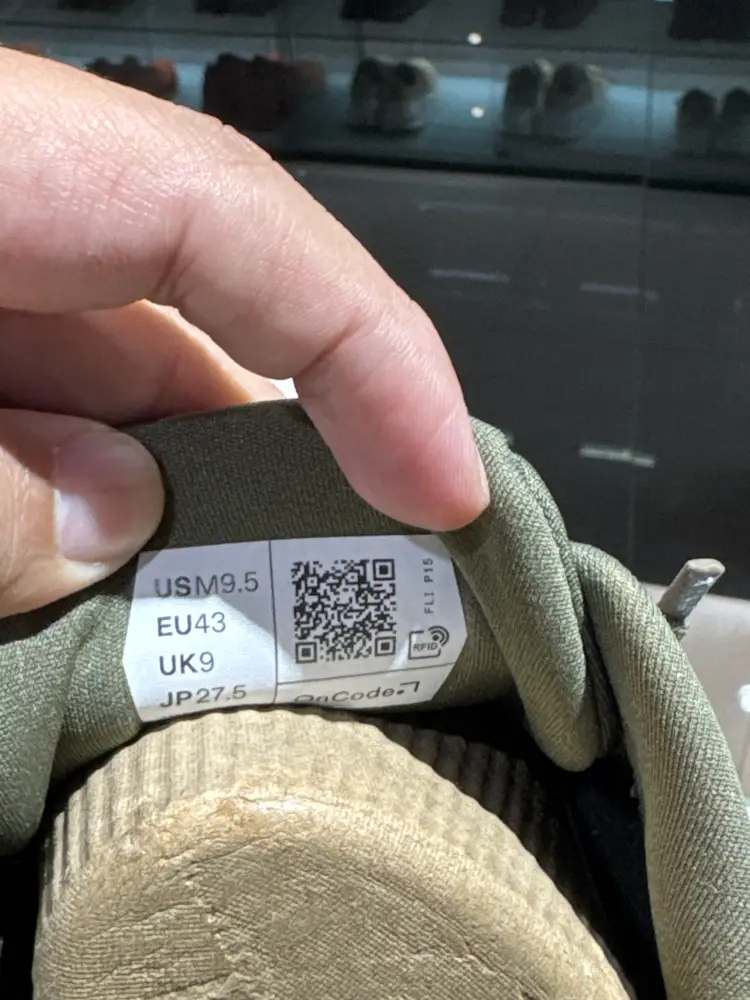 USM9.5
EU43
UK9
JP27.5
FLI P15
RFID
OnCode